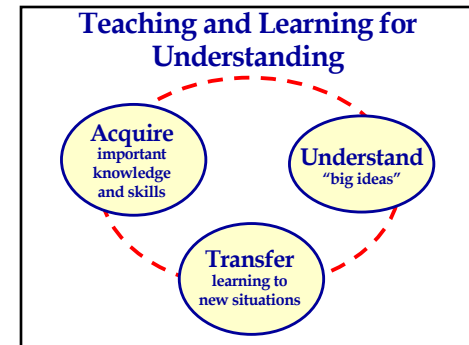 Teaching and Learning for
Understanding
Acquire
important
knowledge
and skills
Understand
“big ideas”
Transfer
learning to
new situations